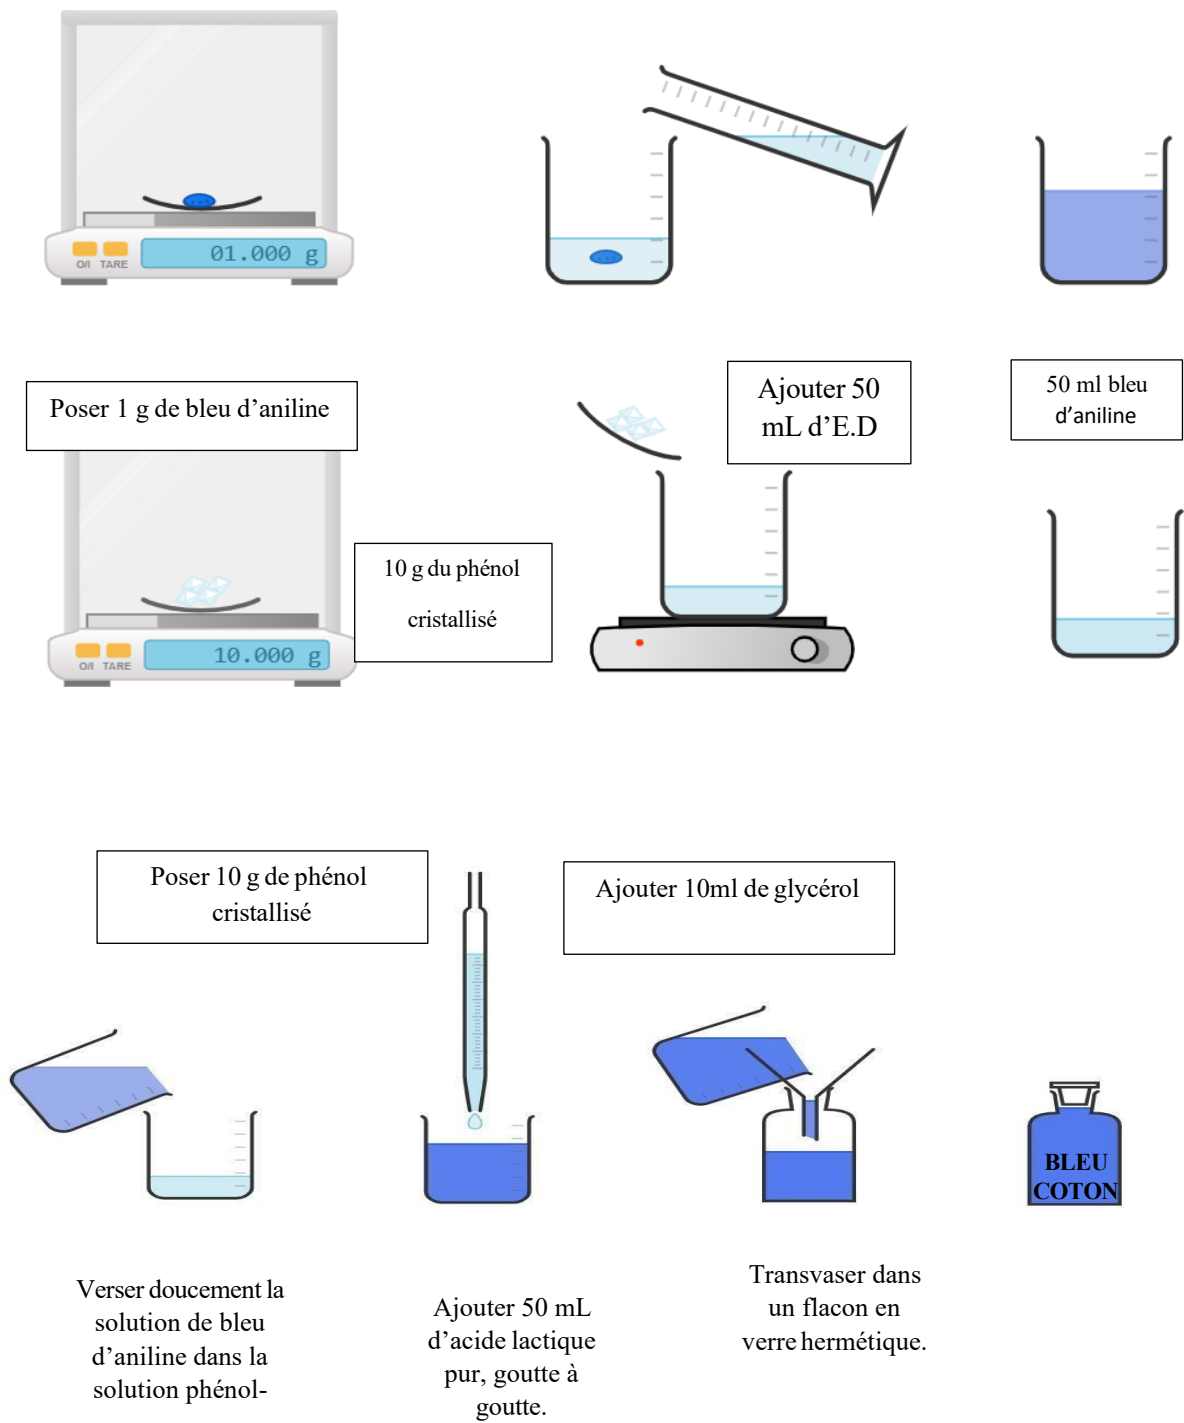 01.000 g
O/I TARE
Poser 1 g de bleu d’aniline
Ajouter 50
mL d’E.D
50 ml bleu
d’aniline
10 g du phénol
cristallisé
10.000 g
O/I TARE
Poser 10 g de phénol
cristallisé
Ajouter 10ml de glycérol
BLEU
COTON
Verser doucement la
solution de bleu
d’aniline dans la
solution phénol-
Ajouter 50 mL
d’acide lactique
pur, goutte à
goutte.
Transvaser dans
un flacon en
verre hermétique.